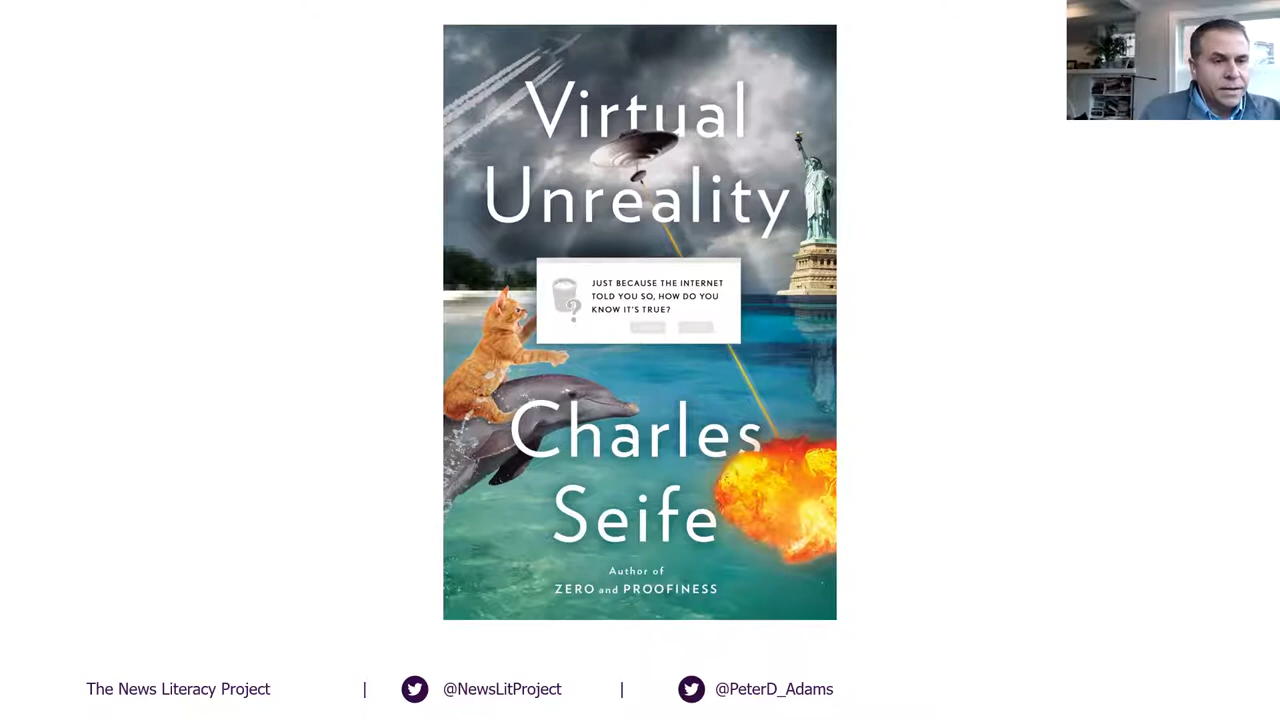 Virtual
Unreality
JUST BECAUSE THE INTERNET
TOLD YOU SO, HOW DO YOU
KNOW IT'S TRUE?
Charles
Seife
Author of
ZERO and PROOFINESS
The News Literacy Project | @NewsLitProject | @PeterD_Adams